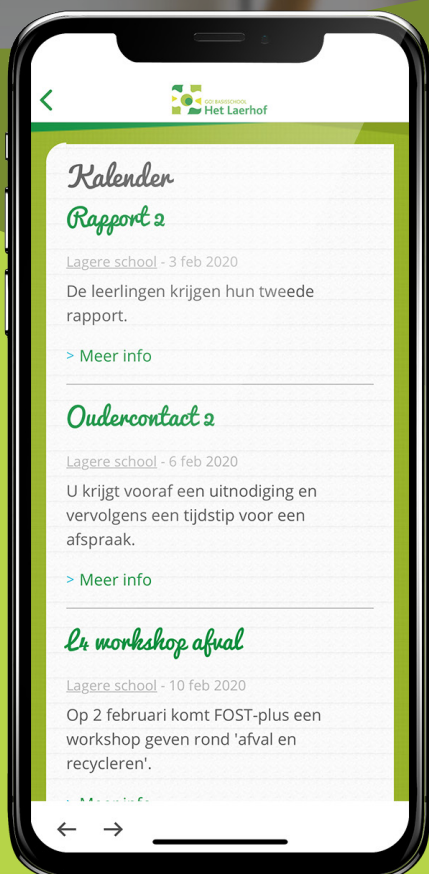 GO! BASISSCHOOL
Het Laerhof
Kalender
Rapport 2
Lagere school - 3 feb 2020
De leerlingen krijgen hun tweede
rapport.
> Meer info
Oudercontact 2
Lagere school - 6 feb 2020
U krijgt vooraf een uitnodiging en
vervolgens een tijdstip voor een
afspraak.
> Meer info
L4 workshop afval
Lagere school - 10 feb 2020
Op 2 februari komt FOST-plus een
workshop geven rond 'afval en
recycleren'.
> Meer info